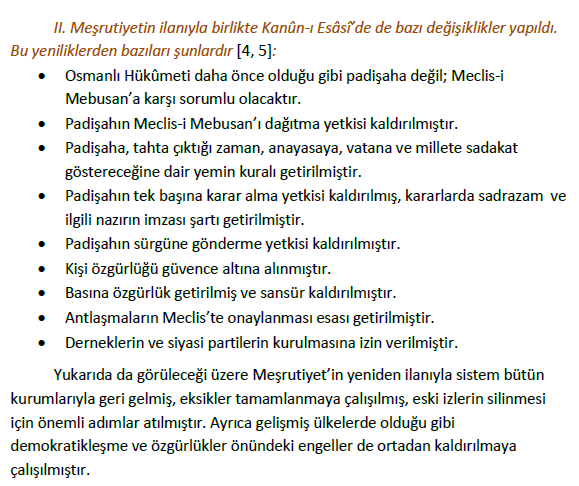 II. Meşrutiyetin ilanıyla birlikte Kanûn-ı Esâsî’de de bazı değişiklikler yapıldı.
Bu yeniliklerden bazıları şunlardır [4, 5]:
• Osmanlı Hükûmeti daha önce olduğu gibi padişaha değil; Meclis-i
Mebusan’a karşı sorumlu olacaktır.
• Padişahın Meclis-i Mebusan’ı dağıtma yetkisi kaldırılmıştır.
• Padişaha, tahta çıktığı zaman, anayasaya, vatana ve millete sadakat
göstereceğine dair yemin kuralı getirilmiştir.
• Padişahın tek başına karar alma yetkisi kaldırılmış, kararlarda sadrazam ve
ilgili nazırın imzası şartı getirilmiştir.
• Padişahın sürgüne gönderme yetkisi kaldırılmıştır.
• Kişi özgürlüğü güvence altına alınmıştır.
• Basına özgürlük getirilmiş ve sansür kaldırılmıştır.
• Antlaşmaların Meclis’te onaylanması esası getirilmiştir.
• Derneklerin ve siyasi partilerin kurulmasına izin verilmiştir.
Yukarıda da görüleceği üzere Meşrutiyet’in yeniden ilanıyla sistem bütün
kurumlarıyla geri gelmiş, eksikler tamamlanmaya çalışılmış, eski izlerin silinmesi
için önemli adımlar atılmıştır. Ayrıca gelişmiş ülkelerde olduğu gibi
demokratikleşme ve özgürlükler önündeki engeller de ortadan kaldırılmaya
çalışılmıştır.